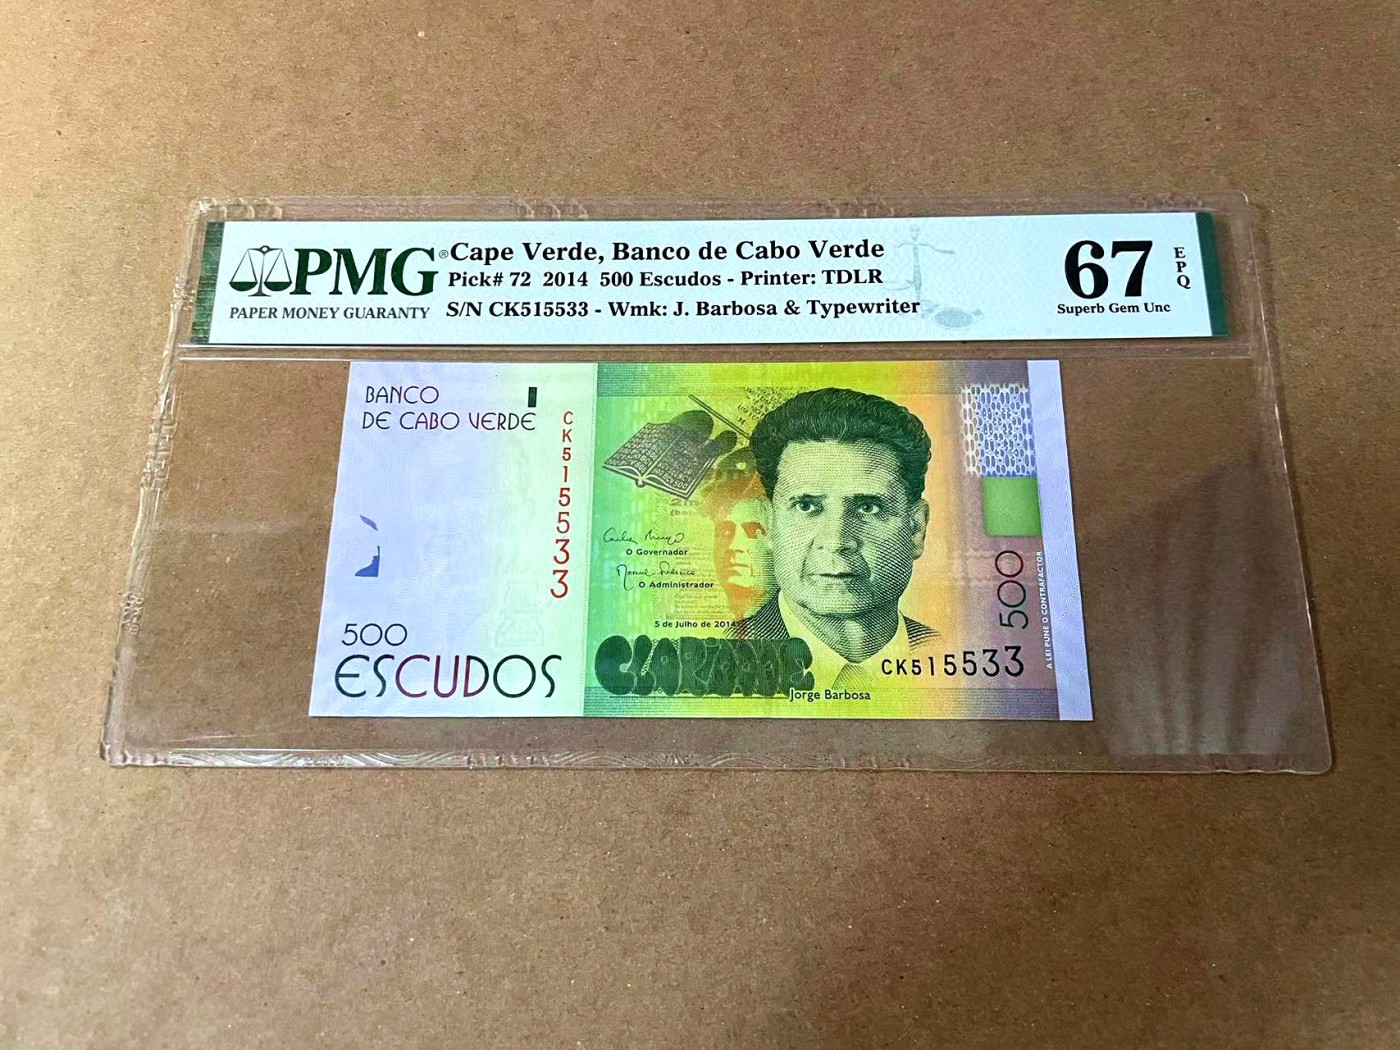 PMG®
PAPER MONEY GUARANTY
Cape Verde, Banco de Cabo Verde
Pick# 72 2014 500 Escudos - Printer: TDLR
S/N CK515533 - Wmk: J. Barbosa & Typewriter
67
EPQ
Superb Gem Unc
BANCO
DE CABO VERDE
CK515533
O Governador
O Administrador
5 de Julho de 2014
500
ESCUDOS
CLARIDADE
Jorge Barbosa
CK515533
500
A LEI PUNE O CONTRAFACTOR